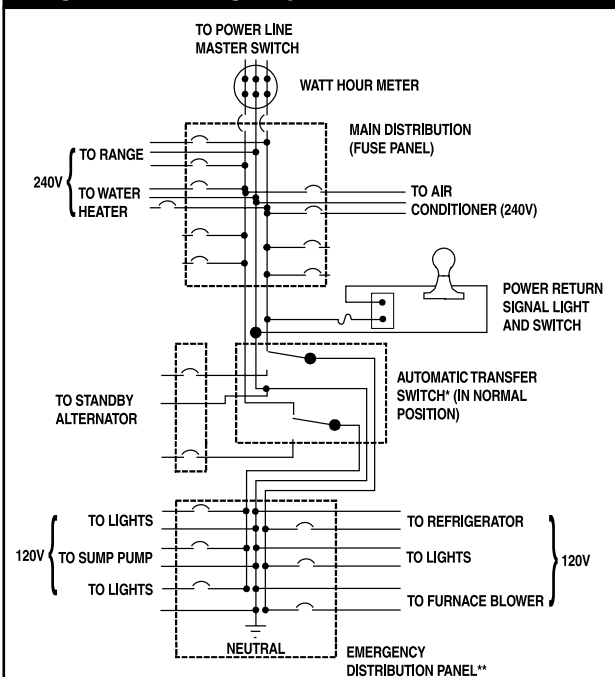 TO POWER LINE
MASTER SWITCH
WATT HOUR METER
MAIN DISTRIBUTION
(FUSE PANEL)
TO RANGE
240V
TO WATER
HEATER
TO AIR
CONDITIONER (240V)
POWER RETURN
SIGNAL LIGHT
AND SWITCH
AUTOMATIC TRANSFER
SWITCH* (IN NORMAL
POSITION)
TO STANDBY
ALTERNATOR
TO LIGHTS
TO REFRIGERATOR
120V
TO SUMP PUMP
TO LIGHTS
120V
TO LIGHTS
TO FURNACE BLOWER
NEUTRAL
EMERGENCY
DISTRIBUTION PANEL**